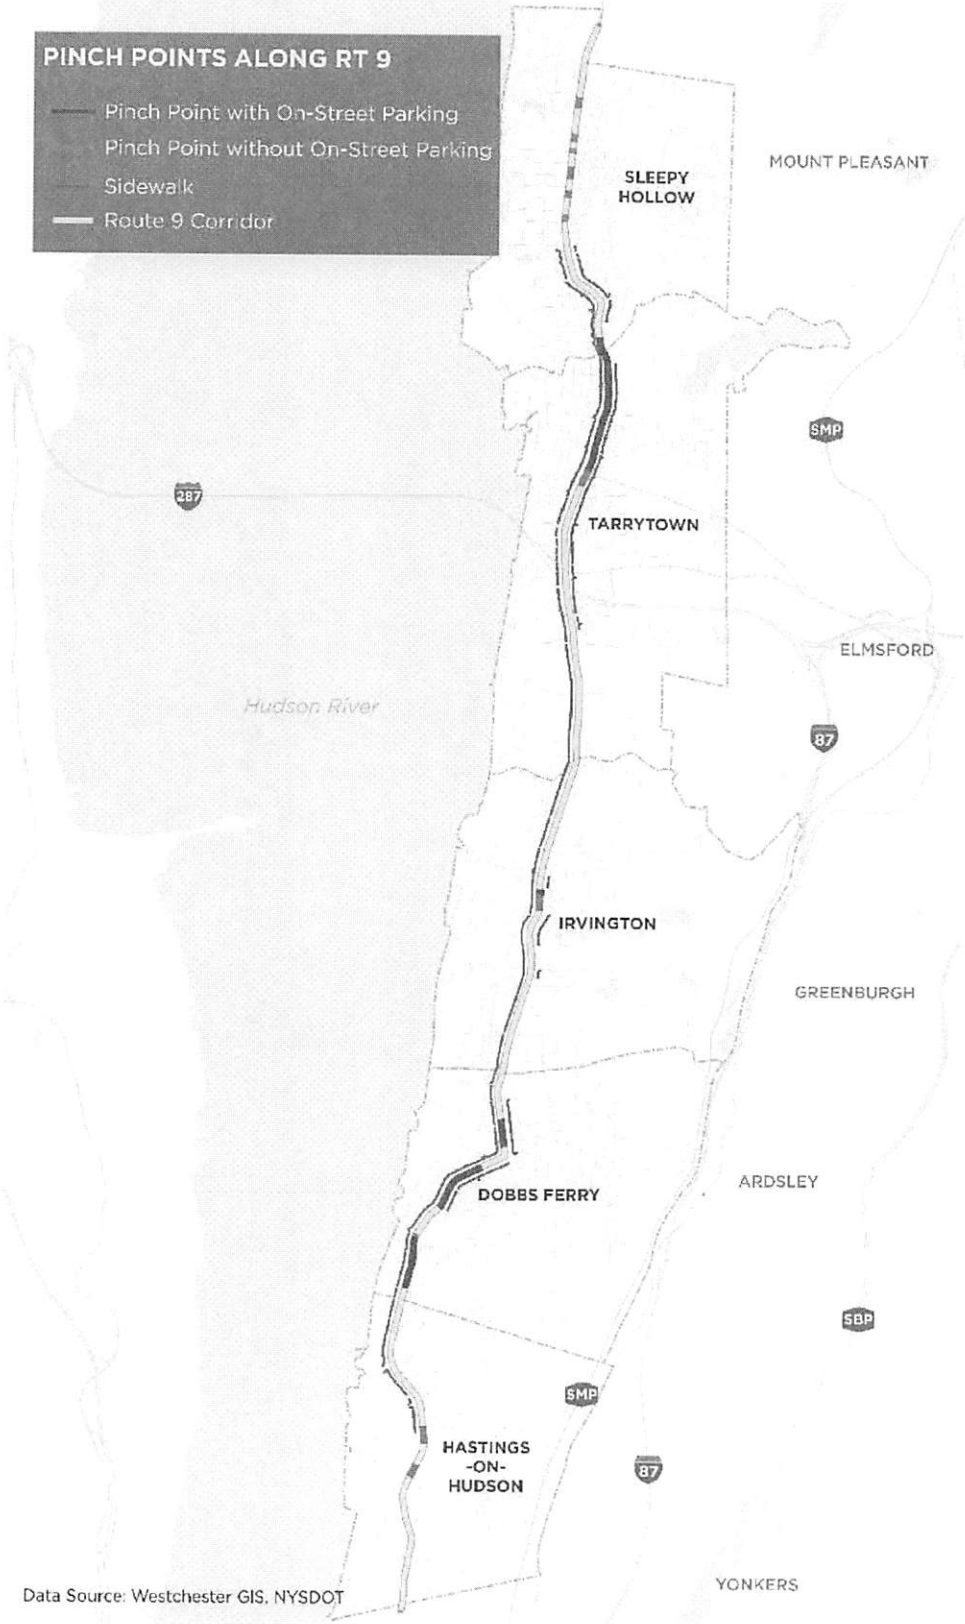 PINCH POINTS ALONG RT 9
Pinch Point with On-Street Parking
Pinch Point without On-Street Parking
Sidewalk
Route 9 Corridor
MOUNT PLEASANT
SLEEPY
HOLLOW
SMP
287
TARRYTOWN
ELMSFORD
Hudson River
87
IRVINGTON
GREENBURGH
ARDSLEY
DOBBS FERRY
SBP
SMP
HASTINGS
-ON-
HUDSON
87
YONKERS
Data Source: Westchester GIS, NYSDOT